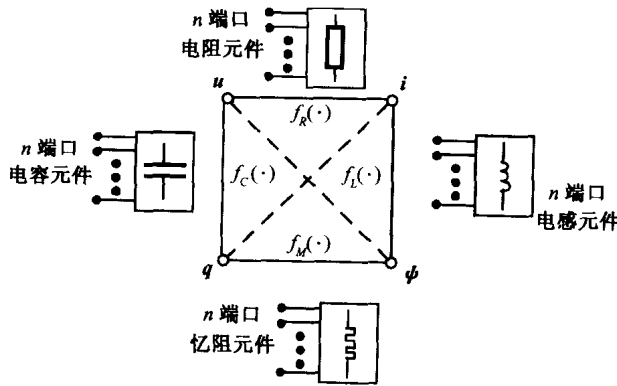 n 端口
电阻元件
u
i
f_R(·)
n 端口
电容元件
f_C(·)
f_L(·)
n 端口
电感元件
f_M(·)
q
ψ
n 端口
忆阻元件